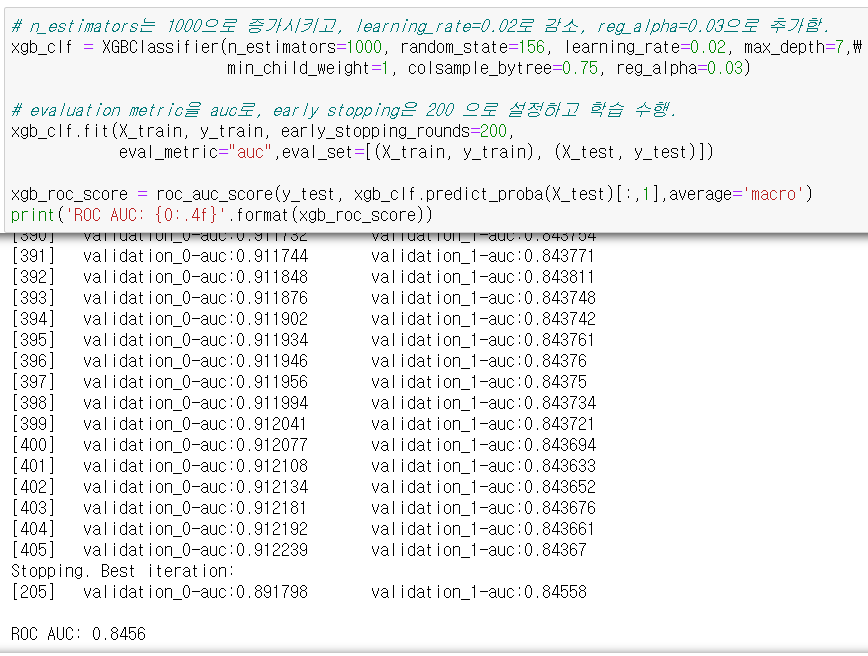 # n_estimators는 1000으로 증가시키고, learning_rate=0.02로 감소, reg_alpha=0.03으로 추가함.
xgb_clf = XGBClassifier(n_estimators=1000, random_state=156, learning_rate=0.02, max_depth=7,₩
min_child_weight=1, colsample_bytree=0.75, reg_alpha=0.03)
# evaluation metric을 auc로, early stopping은 200 으로 설정하고 학습 수행.
xgb_clf.fit(X_train, y_train, early_stopping_rounds=200,
eval_metric="auc",eval_set=[(X_train, y_train), (X_test, y_test)])
xgb_roc_score = roc_auc_score(y_test, xgb_clf.predict_proba(X_test)[:,1],average='macro')
print('ROC AUC: {0:.4f}'.format(xgb_roc_score))
[390] validation_0-auc:0.911732 validation_1-auc:0.843754
[391] validation_0-auc:0.911744 validation_1-auc:0.843771
[392] validation_0-auc:0.911848 validation_1-auc:0.843811
[393] validation_0-auc:0.911876 validation_1-auc:0.843748
[394] validation_0-auc:0.911902 validation_1-auc:0.843742
[395] validation_0-auc:0.911934 validation_1-auc:0.843761
[396] validation_0-auc:0.911946 validation_1-auc:0.84376
[397] validation_0-auc:0.911956 validation_1-auc:0.84375
[398] validation_0-auc:0.911994 validation_1-auc:0.843734
[399] validation_0-auc:0.912041 validation_1-auc:0.843721
[400] validation_0-auc:0.912077 validation_1-auc:0.843694
[401] validation_0-auc:0.912108 validation_1-auc:0.843633
[402] validation_0-auc:0.912134 validation_1-auc:0.843652
[403] validation_0-auc:0.912181 validation_1-auc:0.843676
[404] validation_0-auc:0.912192 validation_1-auc:0.843661
[405] validation_0-auc:0.912239 validation_1-auc:0.84367
Stopping. Best iteration:
[205] validation_0-auc:0.891798 validation_1-auc:0.84558
ROC AUC: 0.8456